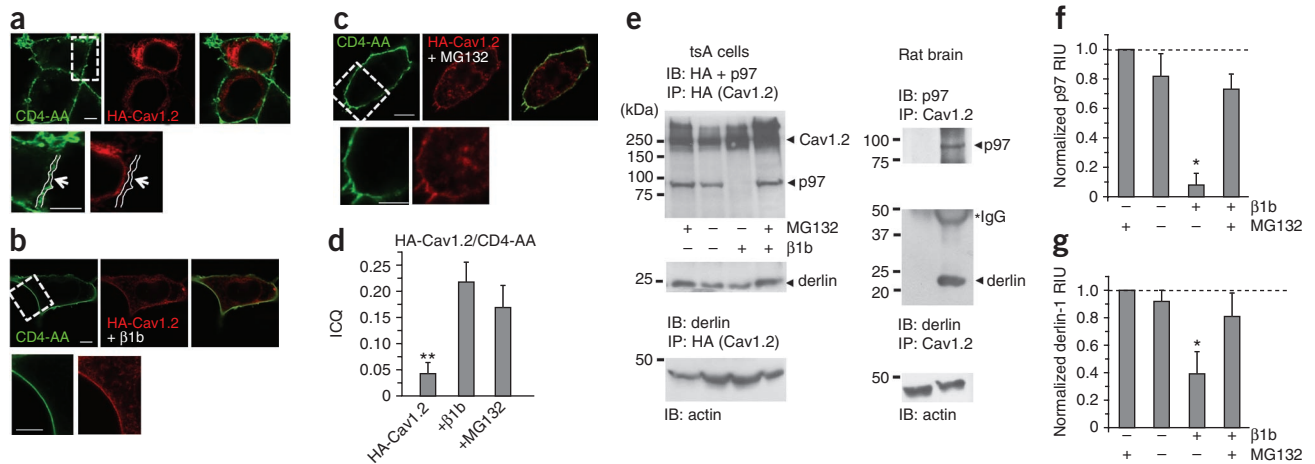 a
CD4-AA
HA-Cav1.2
b
CD4-AA
HA-Cav1.2
+ β1b
c
CD4-AA
HA-Cav1.2
+ MG132
d
HA-Cav1.2/CD4-AA
ICQ
0.25
0.20
0.15
0.10
0.05
0
**
HA-Cav1.2
+β1b
+MG132
e
tsA cells
IB: HA + p97
IP: HA (Cav1.2)
(kDa)
250
150
100
75
Cav1.2
p97
+ – – + MG132
– – + + β1b
25
derlin
IB: derlin
IP: HA (Cav1.2)
50
IB: actin
Rat brain
IB: p97
IP: Cav1.2
100
75
p97
50
37
25
20
*IgG
derlin
IB: derlin
IP: Cav1.2
50
IB: actin
f
Normalized p97 RIU
1.0
0.8
0.6
0.4
0.2
0
*
– – + + β1b
+ – – + MG132
g
Normalized derlin-1 RIU
1.0
0.8
0.6
0.4
0.2
0
*
– – + + β1b
+ – – + MG132